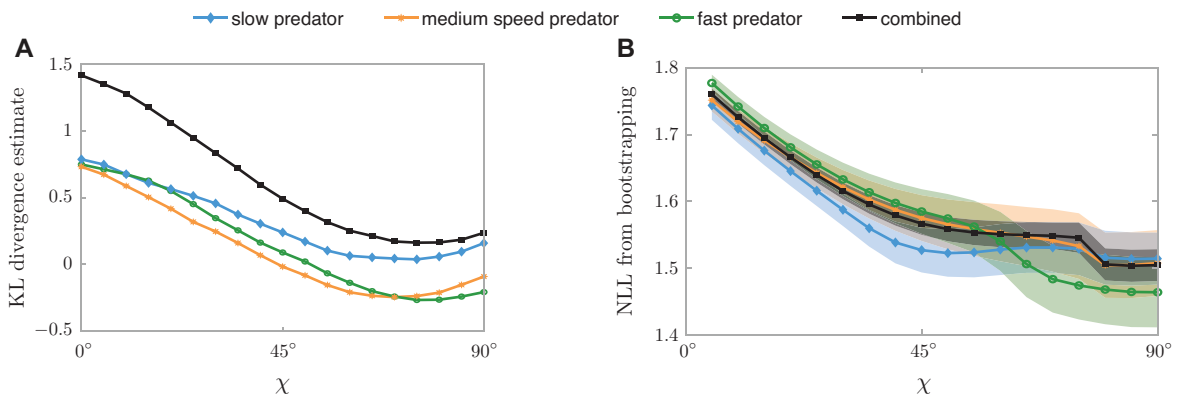 slow predator medium speed predator fast predator combined
A
KL divergence estimate
1.5
1
0.5
0
−0.5
0° 45° 90°
χ
B
NLL from bootstrapping
1.8
1.7
1.6
1.5
1.4
0° 45° 90°
χ